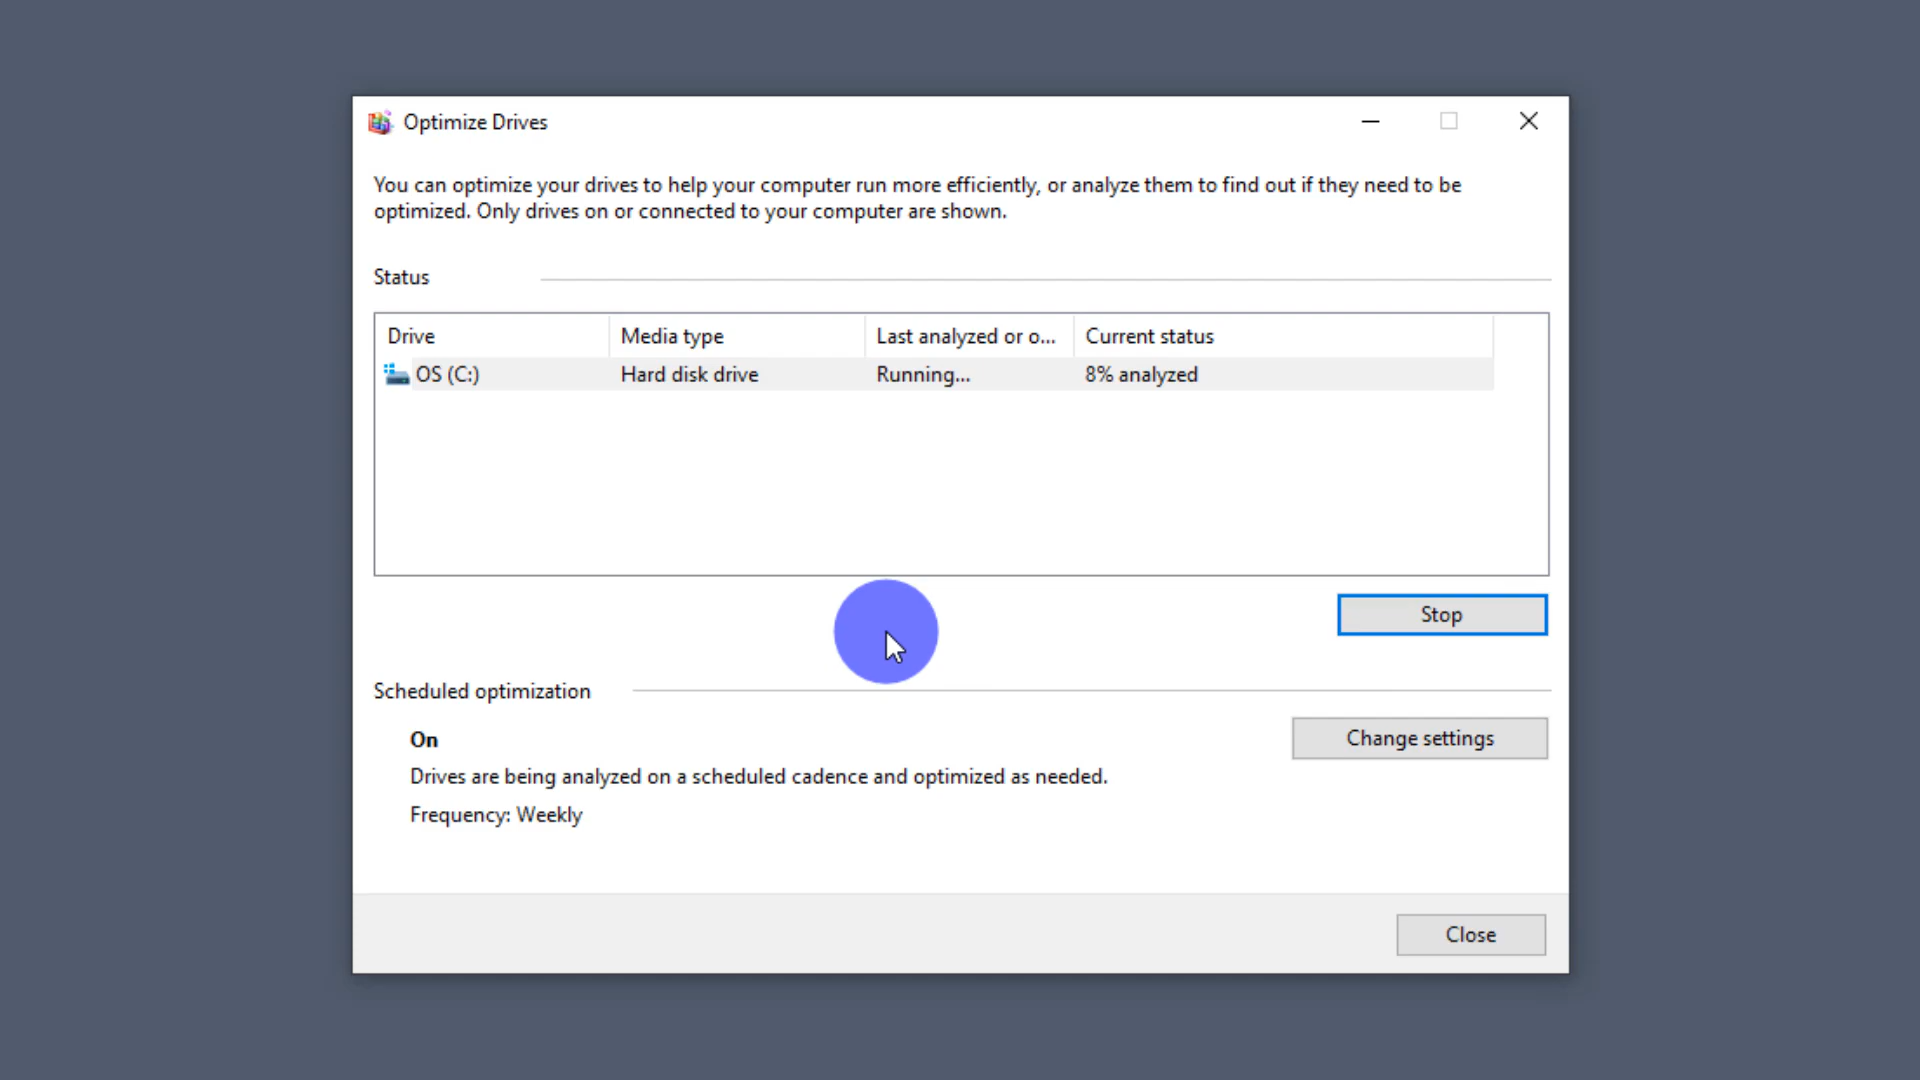 Optimize Drives
You can optimize your drives to help your computer run more efficiently, or analyze them to find out if they need to be
optimized. Only drives on or connected to your computer are shown.
Status
Drive Media type Last analyzed or o... Current status
OS (C:) Hard disk drive Running... 8% analyzed
Stop
Scheduled optimization
On
Change settings
Drives are being analyzed on a scheduled cadence and optimized as needed.
Frequency: Weekly
Close